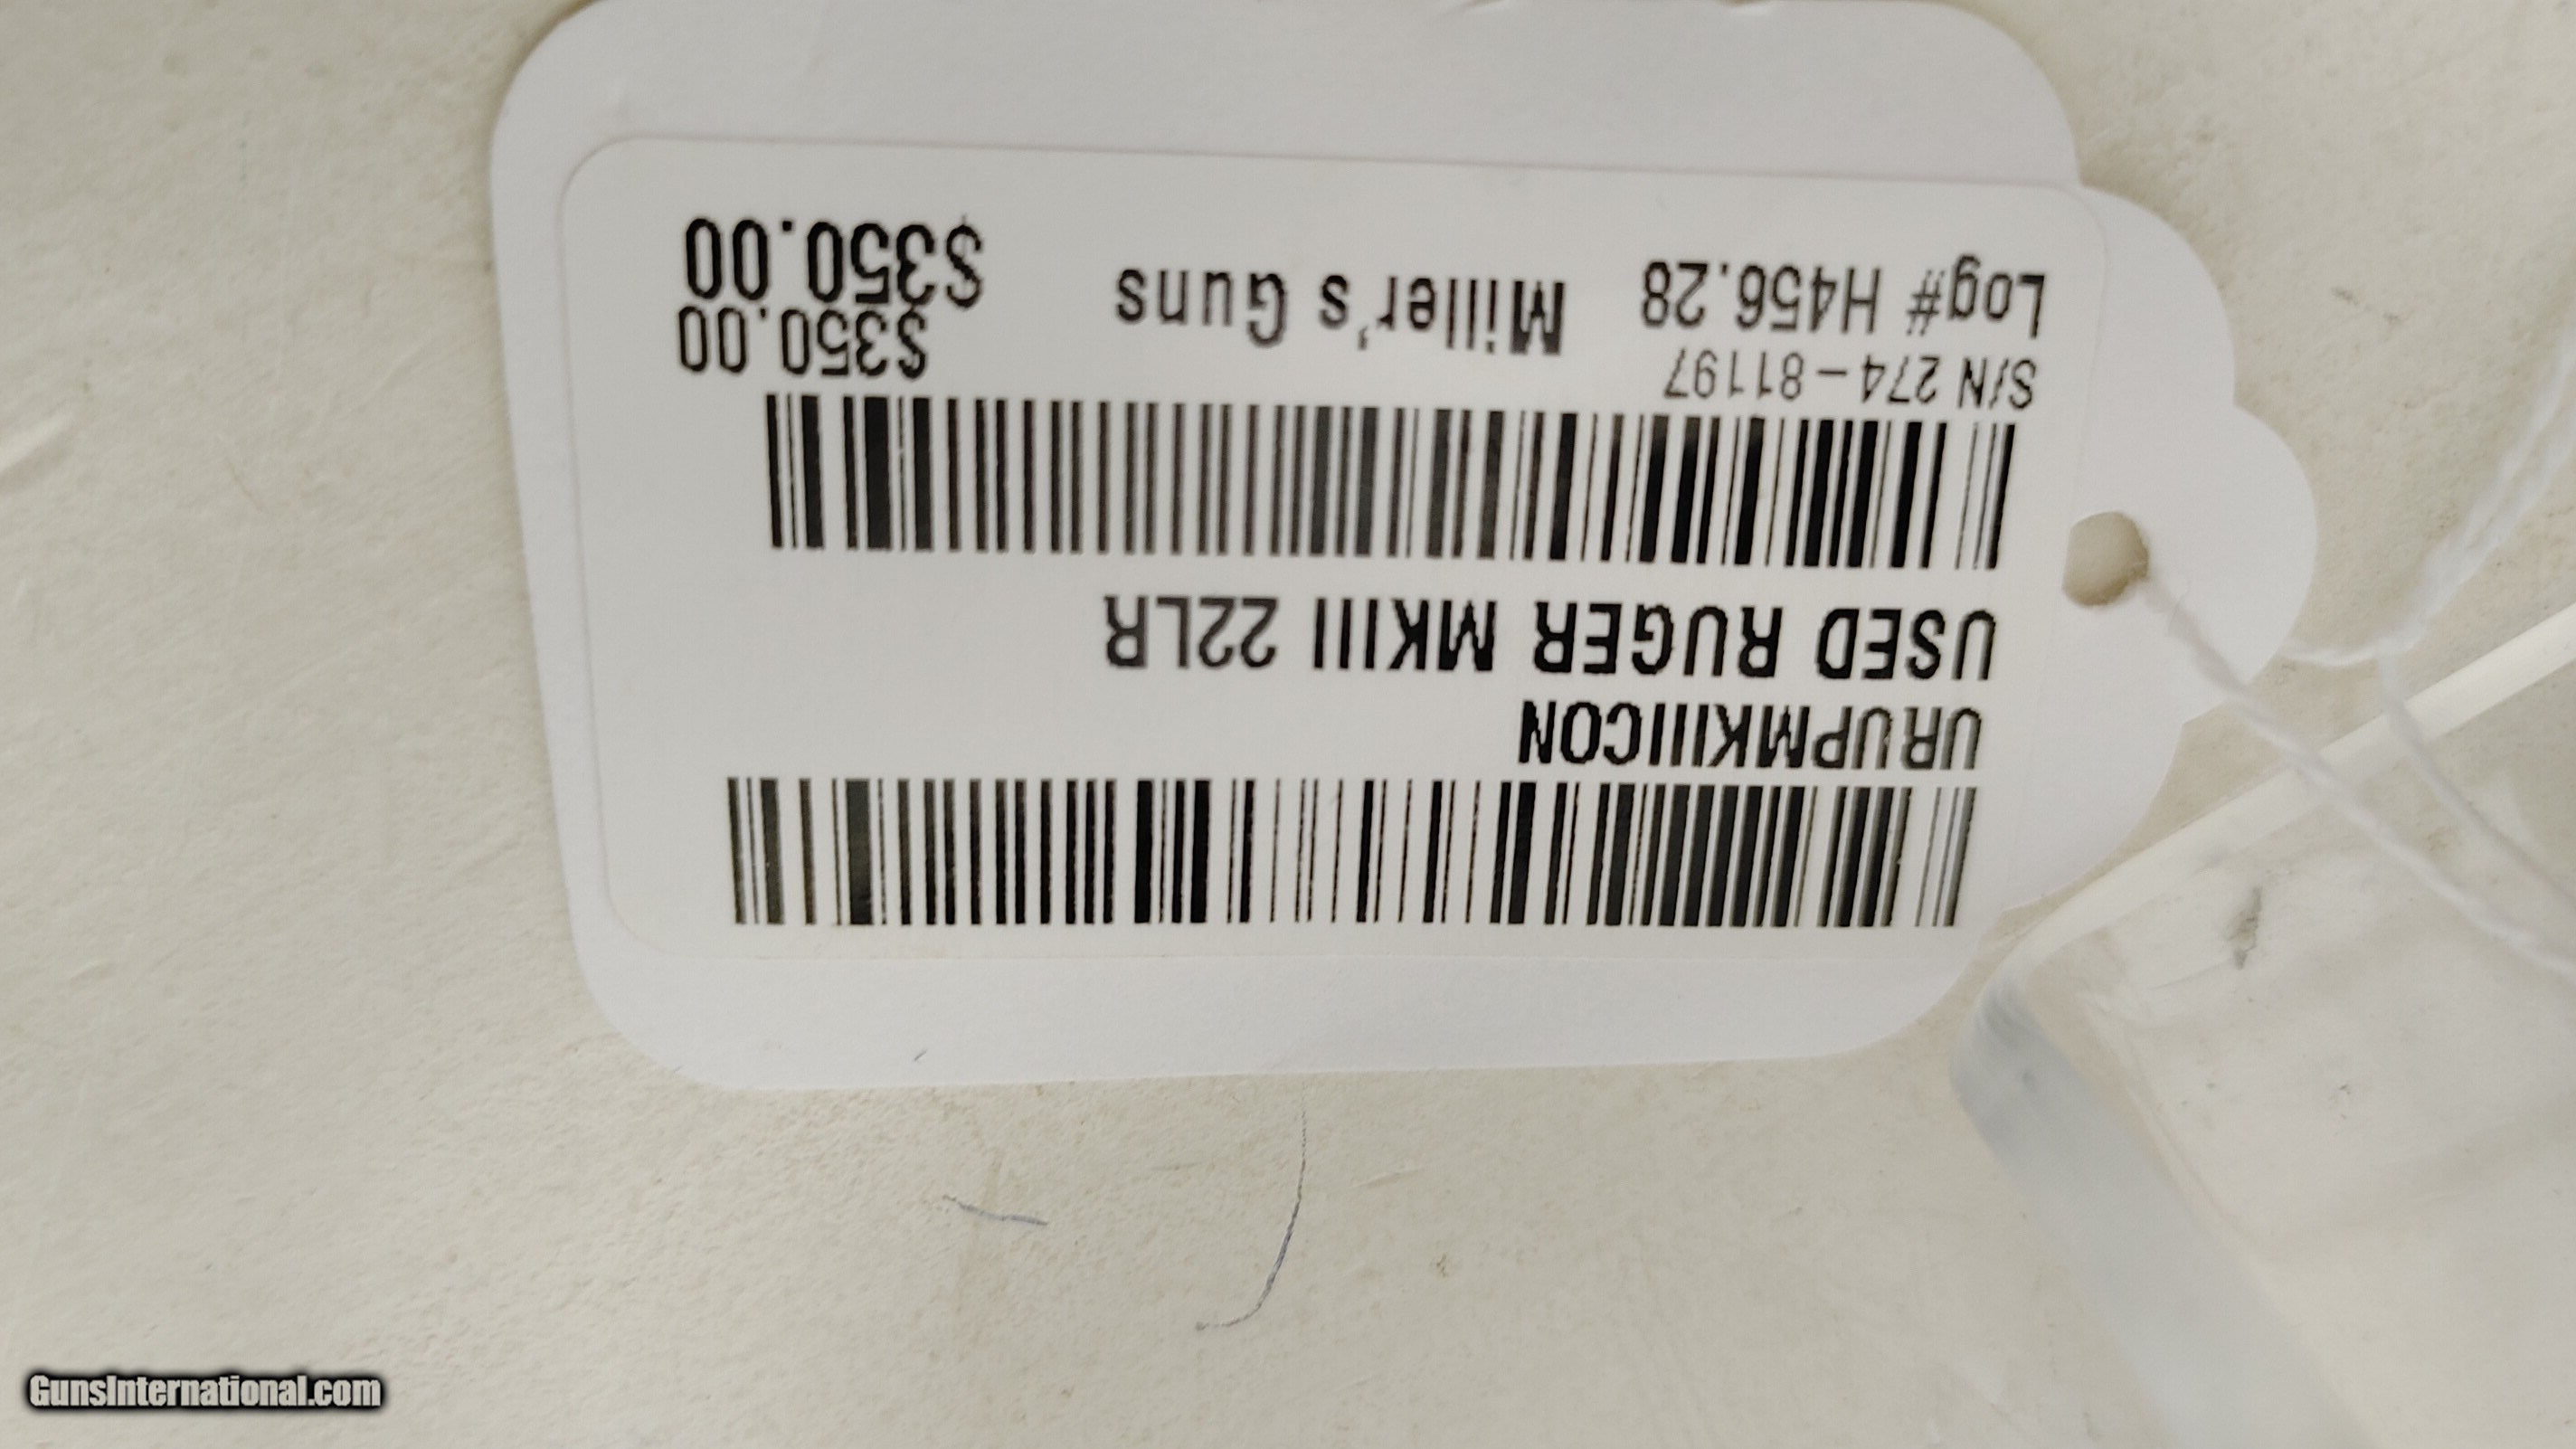 URUPMKIIICON
USED RUGER MKIII 22LR
S/N 274-81197 $350.00
Log# H456.28 Miller's Guns $350.00
GunsInternational.com